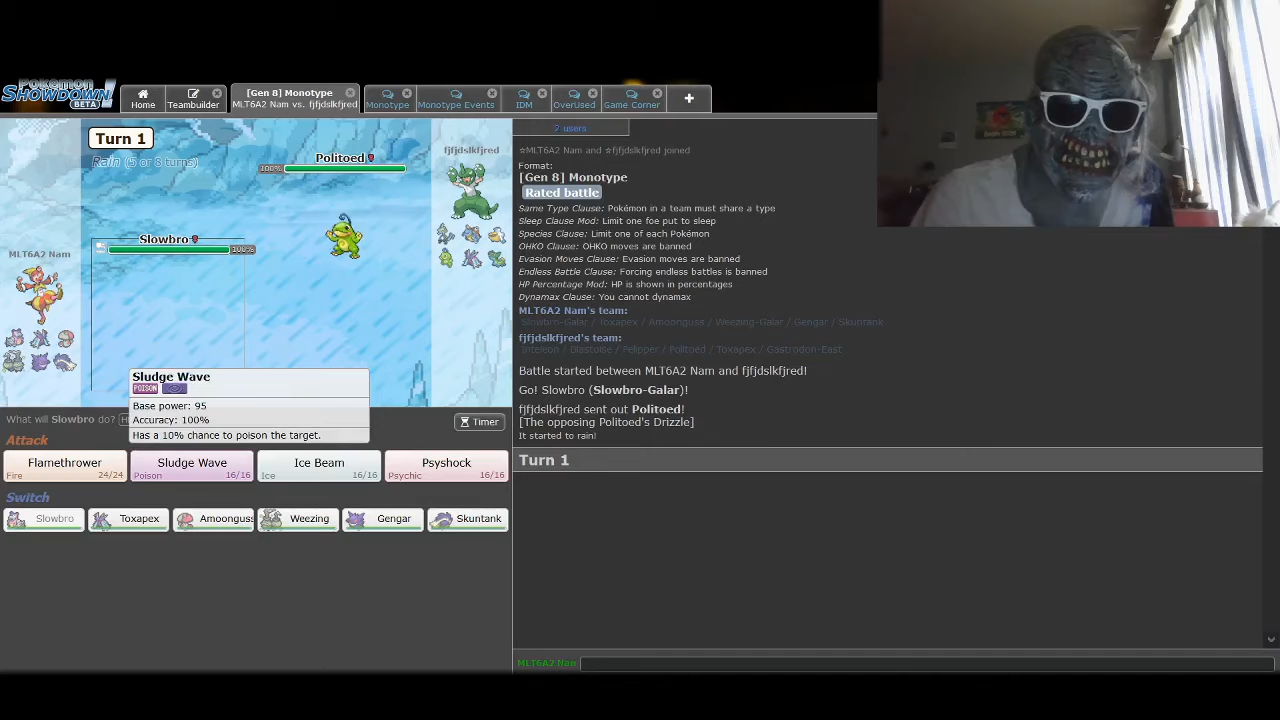 Pokémon
SHOWDOWN!
BETA
Home
Teambuilder
[Gen 8] Monotype
MLT6A2 Nam vs. fjfjdslkfjred
Monotype
Monotype Events
IDM
OverUsed
Game Corner
Turn 1
Rain (5 or 8 turns)
Politoed
100%
fjfjdslkfjred
Slowbro
100%
MLT6A2 Nam
Sludge Wave
POISON
Base power: 95
Accuracy: 100%
Has a 10% chance to poison the target.
What will Slowbro do?
Timer
Attack
Flamethrower
Fire 24/24
Sludge Wave
Poison 16/16
Ice Beam
Ice 16/16
Psyshock
Psychic 16/16
Switch
Slowbro
Toxapex
Amoongus
Weezing
Gengar
Skuntank
2 users
☆MLT6A2 Nam and ☆fjfjdslkfjred joined
Format:
[Gen 8] Monotype
Rated battle
Same Type Clause: Pokémon in a team must share a type
Sleep Clause Mod: Limit one foe put to sleep
Species Clause: Limit one of each Pokémon
OHKO Clause: OHKO moves are banned
Evasion Moves Clause: Evasion moves are banned
Endless Battle Clause: Forcing endless battles is banned
HP Percentage Mod: HP is shown in percentages
Dynamax Clause: You cannot dynamax
MLT6A2 Nam's team:
Slowbro-Galar / Toxapex / Amoonguss / Weezing-Galar / Gengar / Skuntank
fjfjdslkfjred's team:
Inteleon / Blastoise / Pelipper / Politoed / Toxapex / Gastrodon-East
Battle started between MLT6A2 Nam and fjfjdslkfjred!
Go! Slowbro (Slowbro-Galar)!
fjfjdslkfjred sent out Politoed!
[The opposing Politoed's Drizzle]
It started to rain!
Turn 1
MLT6A2 Nam